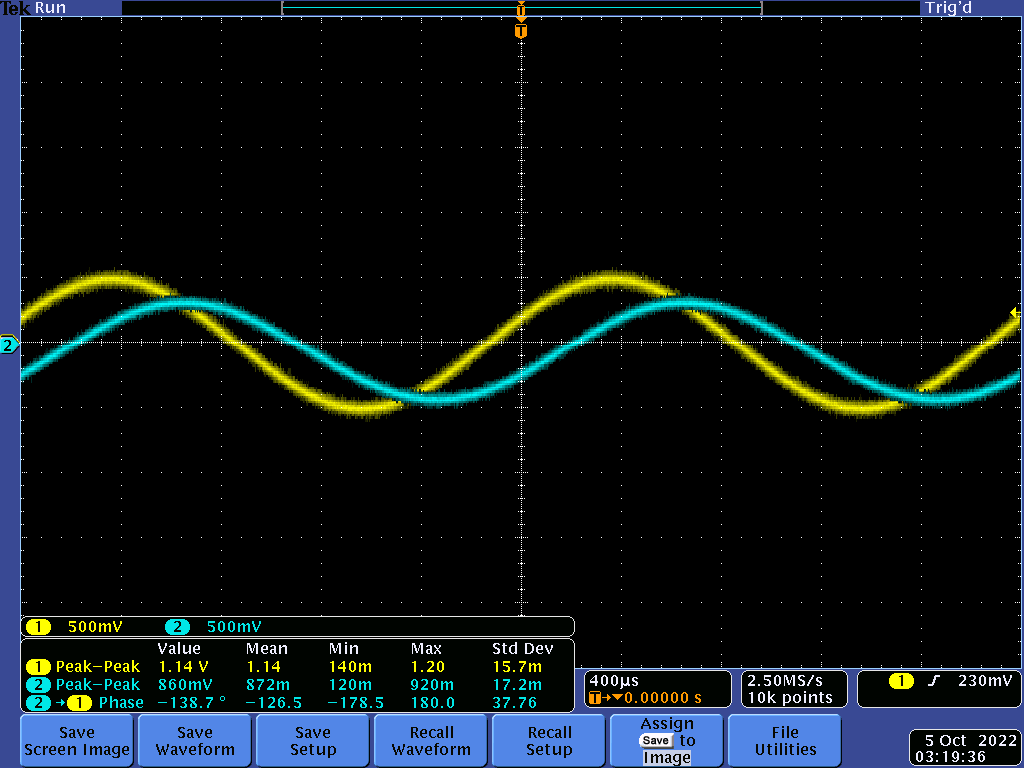 Tek Run Trig'd
T
T
2
1 500mV 2 500mV
Value Mean Min Max Std Dev
1 Peak–Peak 1.14 V 1.14 140m 1.20 15.7m
2 Peak–Peak 860mV 872m 120m 920m 17.2m
2 →1 Phase −138.7 ° −126.5 −178.5 180.0 37.76
400µs
T→▼0.00000 s
2.50MS/s
10k points
1 230mV
Save
Screen Image
Save
Waveform
Save
Setup
Recall
Waveform
Recall
Setup
Assign
Save to
Image
File
Utilities
5 Oct 2022
03:19:36